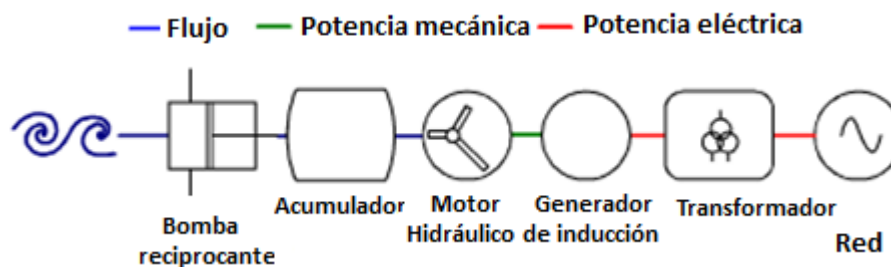 Flujo Potencia mecánica Potencia eléctrica
Bomba
reciprocante
Acumulador
Motor
Hidráulico
Generador
de inducción
Transformador
Red